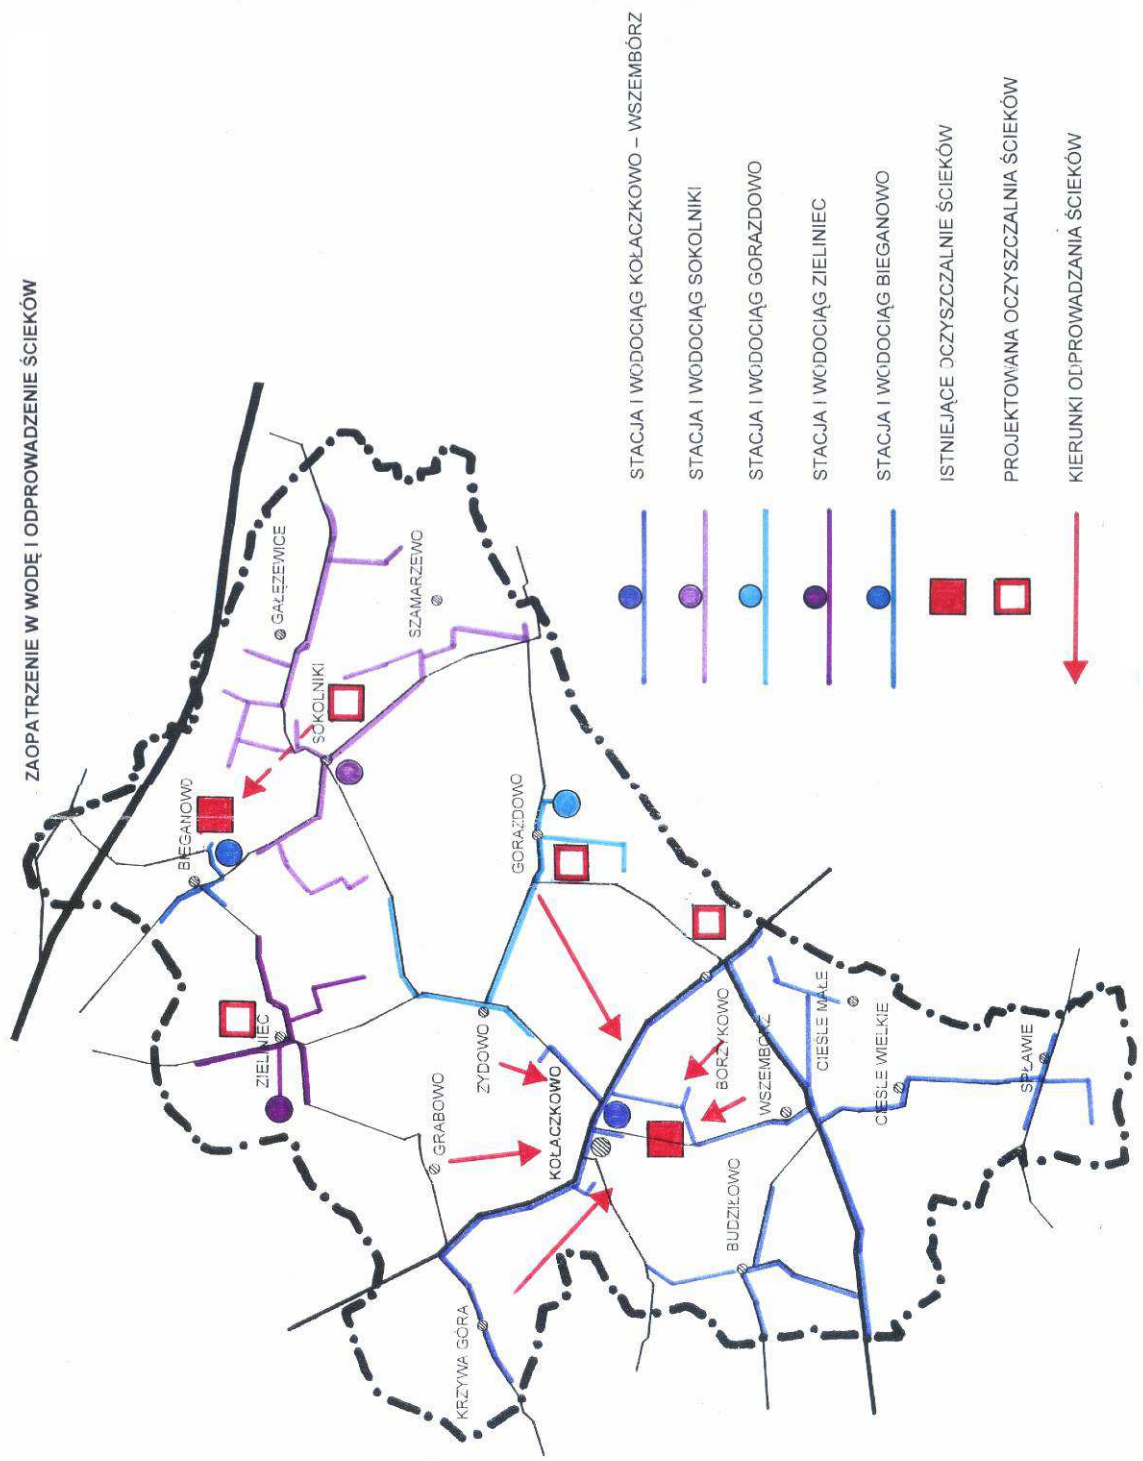 ZAOPATRZENIE W WODĘ I ODPROWADZENIE ŚCIEKÓW
GAŁĘZEWICE
SZAMARZEWO
SOKOLNIKI
BIEGANOWO
GORAZDOWO
ZIELINIEC
ZYDOWO
GRABOWO
KOŁACZKOWO
BORZYKOWO
WSZEMBÓRZ
CIEŚLE MAŁE
CIEŚLE WIELKIE
SPŁAWIE
BUDZIŁOWO
KRZYWA GÓRA
STACJA I WODOCIĄG KOŁACZKOWO – WSZEMBÓRZ
STACJA I WODOCIĄG SOKOLNIKI
STACJA I WODOCIĄG GORAZDOWO
STACJA I WODOCIĄG ZIELINIEC
STACJA I WODOCIĄG BIEGANOWO
ISTNIEJĄCE OCZYSZCZALNIE ŚCIEKÓW
PROJEKTOWANA OCZYSZCZALNIA ŚCIEKÓW
KIERUNKI ODPROWADZANIA ŚCIEKÓW